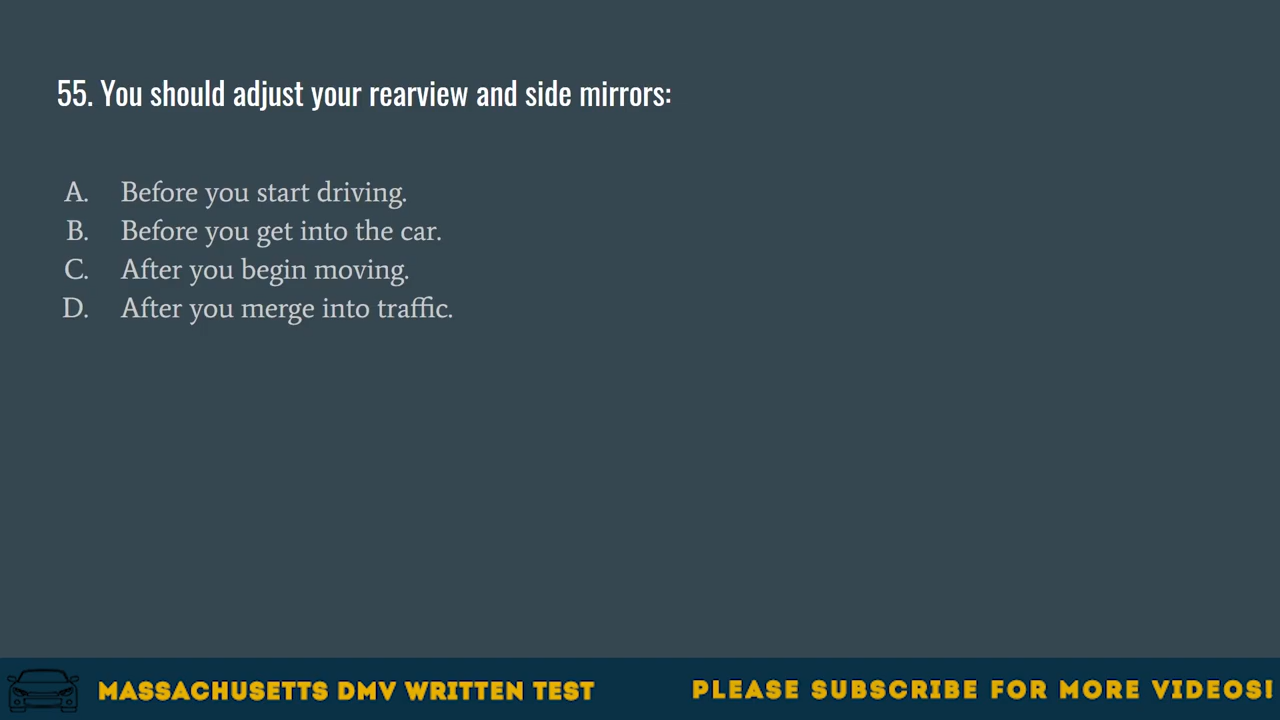 55. You should adjust your rearview and side mirrors:
A. Before you start driving.
B. Before you get into the car.
C. After you begin moving.
D. After you merge into traffic.
MASSACHUSETTS DMV WRITTEN TEST
PLEASE SUBSCRIBE FOR MORE VIDEOS!